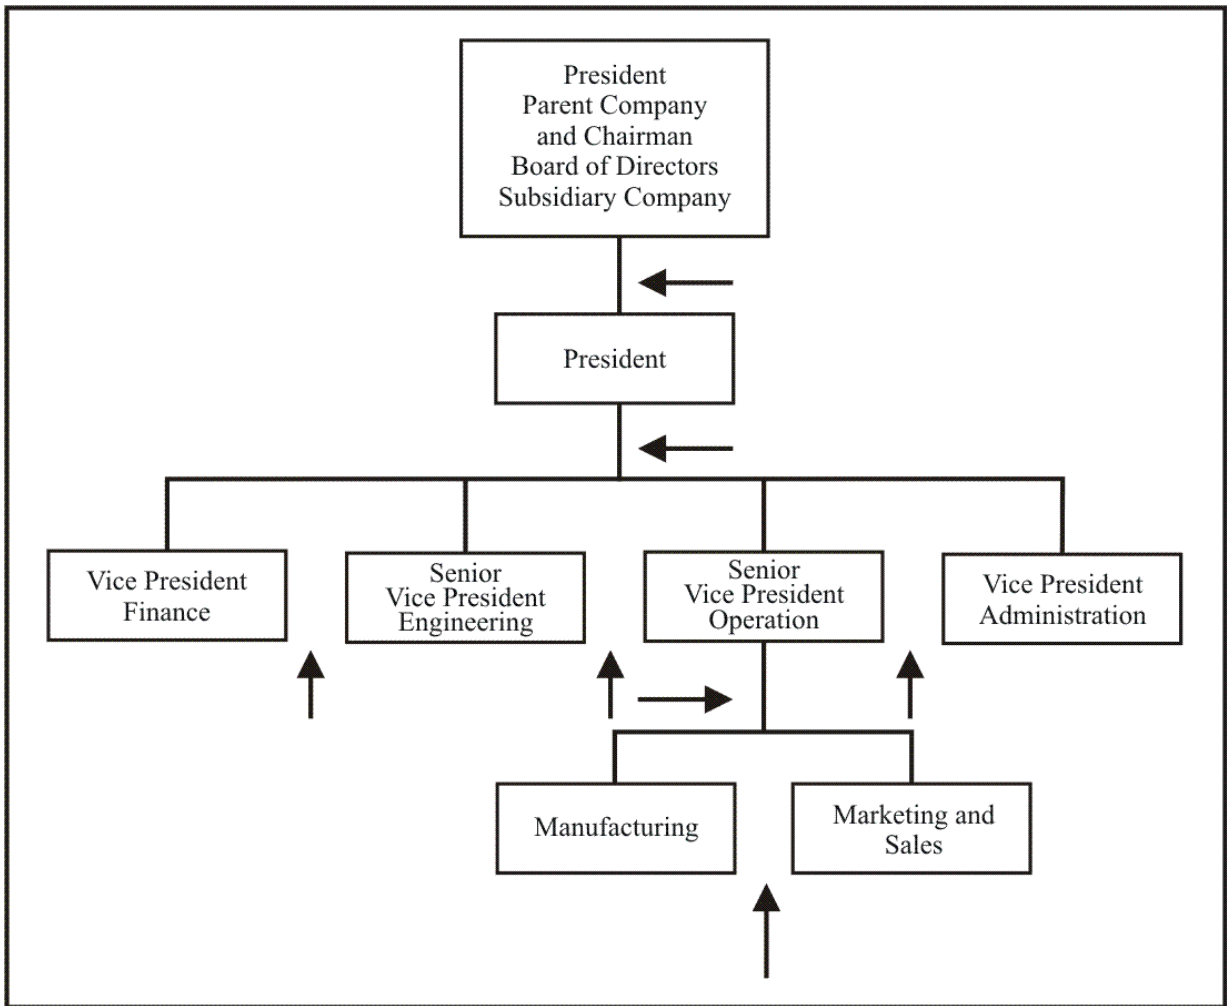 President
Parent Company
and Chairman
Board of Directors
Subsidiary Company
President
Vice President
Finance
Senior
Vice President
Engineering
Senior
Vice President
Operation
Vice President
Administration
Manufacturing
Marketing and
Sales